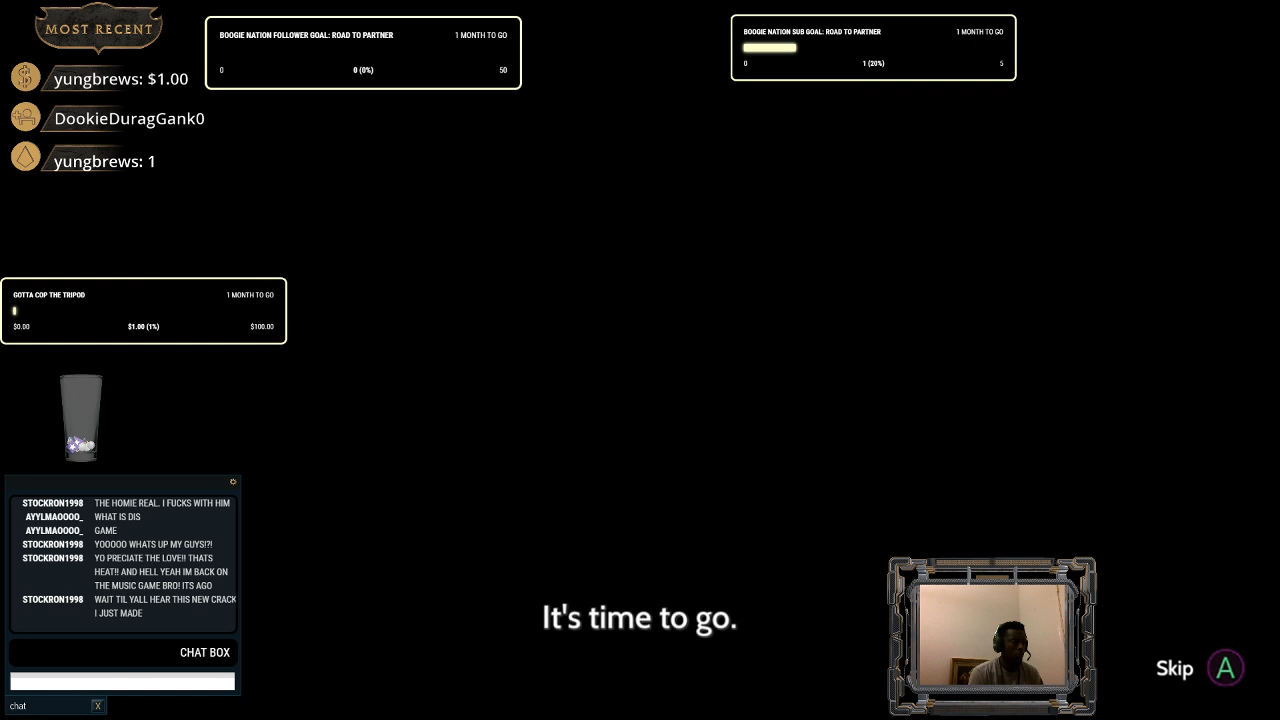 MOST RECENT
yungbrews: $1.00
DookieDuragGank0
yungbrews: 1
BOOGIE NATION FOLLOWER GOAL: ROAD TO PARTNER 1 MONTH TO GO
0 0 (0%) 50
BOOGIE NATION SUB GOAL: ROAD TO PARTNER 1 MONTH TO GO
0 1 (20%) 5
GOTTA COP THE TRIPOD 1 MONTH TO GO
$0.00 $1.00 (1%) $100.00
STOCKRON1998 THE HOMIE REAL. I FUCKS WITH HIM
AYYLMAOOOO_ WHAT IS DIS
AYYLMAOOOO_ GAME
STOCKRON1998 YOOOOO WHATS UP MY GUYS!?!
STOCKRON1998 YO PRECIATE THE LOVE!! THATS
HEAT!! AND HELL YEAH IM BACK ON
THE MUSIC GAME BRO! ITS AGO
STOCKRON1998 WAIT TIL YALL HEAR THIS NEW CRACK
I JUST MADE
CHAT BOX
chat X
It's time to go.
Skip A